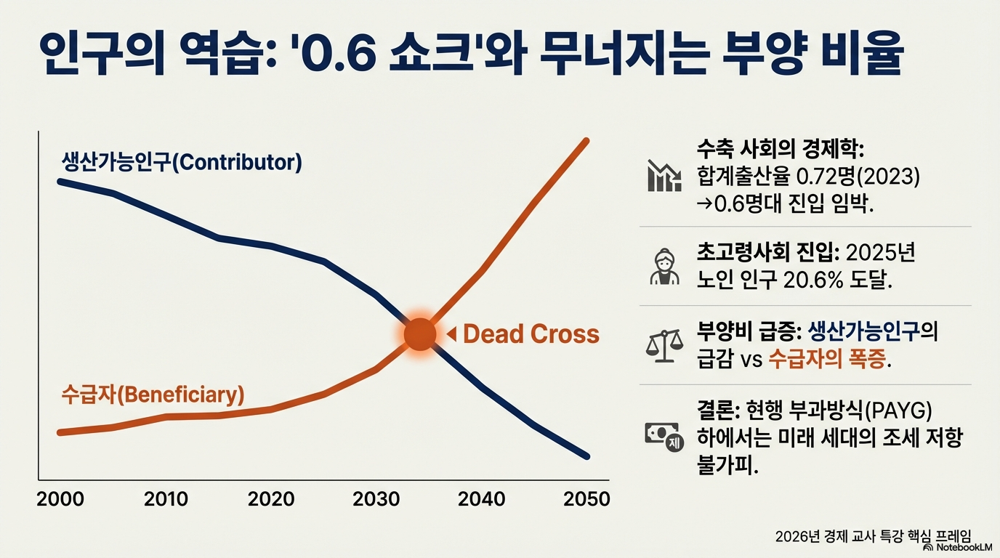 인구의 역습: '0.6 쇼크'와 무너지는 부양 비율
생산가능인구(Contributor)
수급자(Beneficiary)
Dead Cross
2000 2010 2020 2030 2040 2050
수축 사회의 경제학:
합계출산율 0.72명(2023)
→0.6명대 진입 임박.
초고령사회 진입: 2025년
노인 인구 20.6% 도달.
부양비 급증: 생산가능인구의
급감 vs 수급자의 폭증.
제
결론: 현행 부과방식(PAYG)
하에서는 미래 세대의 조세 저항
불가피.
2026년 경제 교사 특강 핵심 프레임
NotebookLM